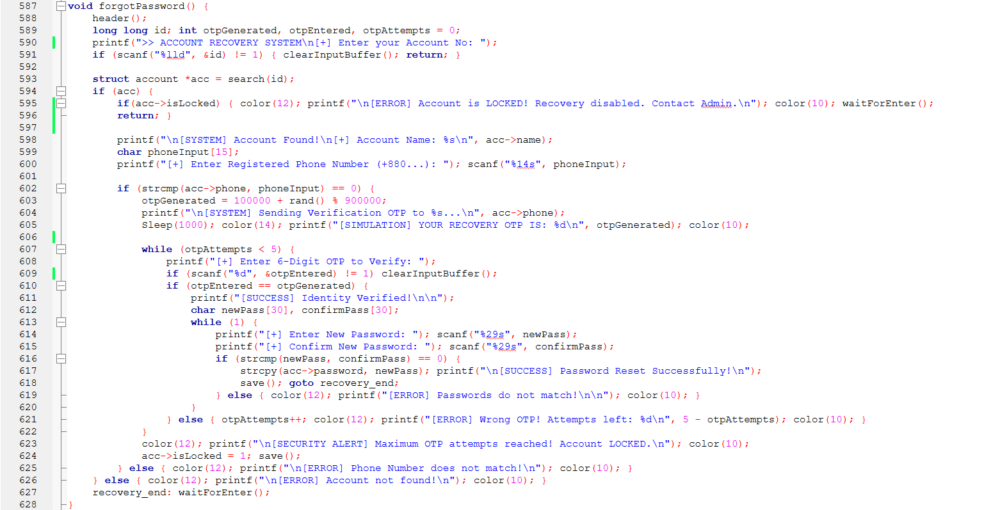 587 void forgotPassword() {
588 header();
589 long long id; int otpGenerated, otpEntered, otpAttempts = 0;
590 printf(">> ACCOUNT RECOVERY SYSTEM\n[+] Enter your Account No: ");
591 if (scanf("%lld", &id) != 1) { clearInputBuffer(); return; }
592
593 struct account *acc = search(id);
594 if (acc) {
595 if(acc->isLocked) { color(12); printf("\n[ERROR] Account is LOCKED! Recovery disabled. Contact Admin.\n"); color(10); waitForEnter();
596 return; }
597
598 printf("\n[SYSTEM] Account Found!\n[+] Account Name: %s\n", acc->name);
599 char phoneInput[15];
600 printf("[+] Enter Registered Phone Number (+880...): "); scanf("%14s", phoneInput);
601
602 if (strcmp(acc->phone, phoneInput) == 0) {
603 otpGenerated = 100000 + rand() % 900000;
604 printf("\n[SYSTEM] Sending Verification OTP to %s...\n", acc->phone);
605 Sleep(1000); color(14); printf("[SIMULATION] YOUR RECOVERY OTP IS: %d\n", otpGenerated); color(10);
606
607 while (otpAttempts < 5) {
608 printf("[+] Enter 6-Digit OTP to Verify: ");
609 if (scanf("%d", &otpEntered) != 1) clearInputBuffer();
610 if (otpEntered == otpGenerated) {
611 printf("[SUCCESS] Identity Verified!\n\n");
612 char newPass[30], confirmPass[30];
613 while (1) {
614 printf("[+] Enter New Password: "); scanf("%29s", newPass);
615 printf("[+] Confirm New Password: "); scanf("%29s", confirmPass);
616 if (strcmp(newPass, confirmPass) == 0) {
617 strcpy(acc->password, newPass); printf("\n[SUCCESS] Password Reset Successfully!\n");
618 save(); goto recovery_end;
619 } else { color(12); printf("[ERROR] Passwords do not match!\n\n"); color(10); }
620 }
621 } else { otpAttempts++; color(12); printf("[ERROR] Wrong OTP! Attempts left: %d\n", 5 - otpAttempts); color(10); }
622 }
623 color(12); printf("\n[SECURITY ALERT] Maximum OTP attempts reached! Account LOCKED.\n"); color(10);
624 acc->isLocked = 1; save();
625 } else { color(12); printf("\n[ERROR] Phone Number does not match!\n"); color(10); }
626 } else { color(12); printf("\n[ERROR] Account not found!\n"); color(10); }
627 recovery_end: waitForEnter();
628 }